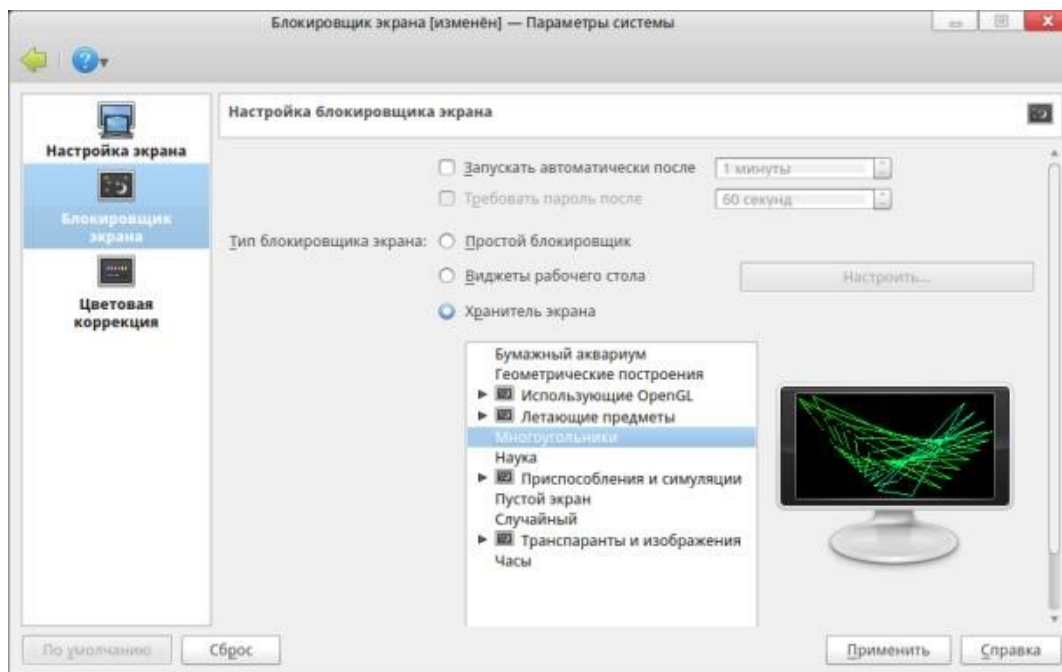 Блокировщик экрана [изменён] — Параметры системы
Настройка экрана
Блокировщик
экрана
Цветовая
коррекция
Настройка блокировщика экрана
Запускать автоматически после
1 минуты
Требовать пароль после
60 секунд
Тип блокировщика экрана:
Простой блокировщик
Виджеты рабочего стола
Настроить...
Хранитель экрана
Бумажный аквариум
Геометрические построения
Использующие OpenGL
Летающие предметы
Многоугольники
Наука
Приспособления и симуляции
Пустой экран
Случайный
Транспаранты и изображения
Часы
По умолчанию
Сброс
Применить
Справка